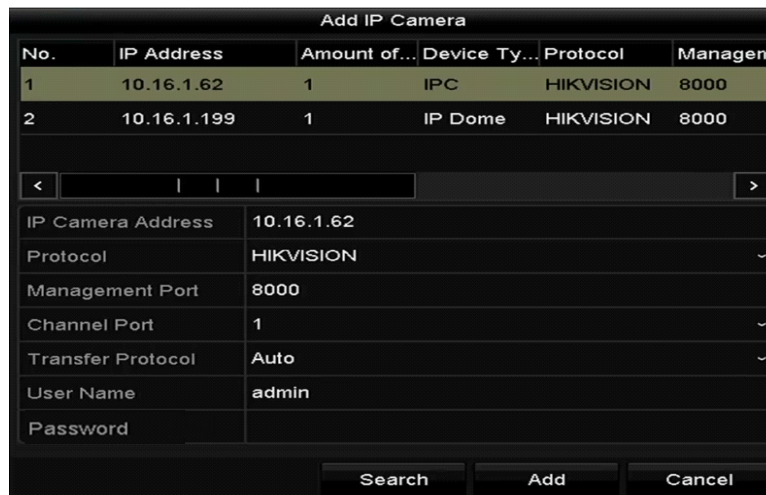 Add IP Camera
No. IP Address Amount of... Device Ty... Protocol Managen
1 10.16.1.62 1 IPC HIKVISION 8000
2 10.16.1.199 1 IP Dome HIKVISION 8000
IP Camera Address 10.16.1.62
Protocol HIKVISION
Management Port 8000
Channel Port 1
Transfer Protocol Auto
User Name admin
Password
Search Add Cancel